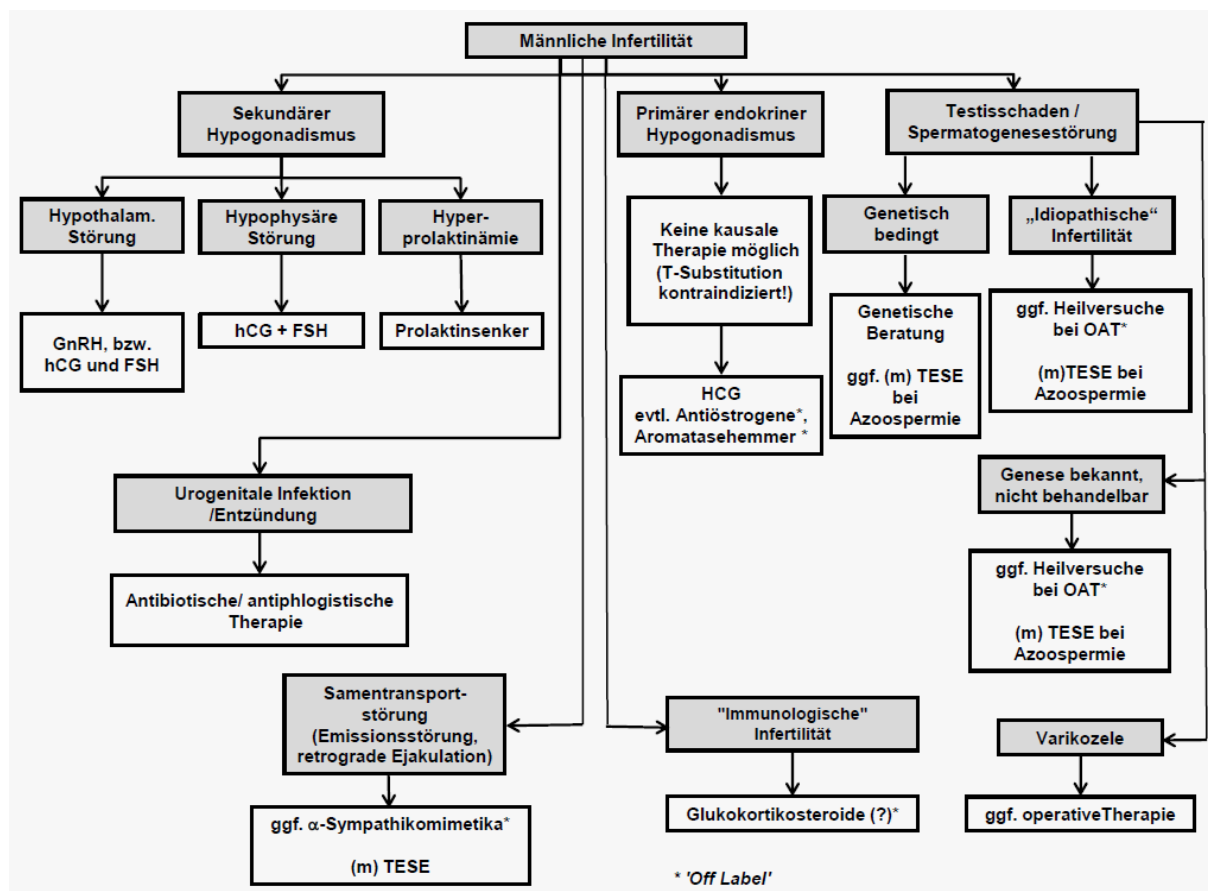 Männliche Infertilität
Sekundärer
Hypogonadismus
Primärer endokriner
Hypogonadismus
Testisschaden /
Spermatogenesestörung
Hypothalam.
Störung
Hypophysäre
Störung
Hyper-
prolaktinämie
Keine kausale
Therapie möglich
(T-Substitution
kontraindiziert!)
Genetisch
bedingt
„Idiopathische“
Infertilität
GnRH, bzw.
hCG und FSH
hCG + FSH
Prolaktinsenker
Genetische
Beratung
ggf. (m) TESE
bei
Azoospermie
ggf. Heilversuche
bei OAT*
(m)TESE bei
Azoospermie
HCG
evtl. Antiöstrogene*,
Aromatasehemmer *
Urogenitale Infektion
/Entzündung
Genese bekannt,
nicht behandelbar
Antibiotische/ antiphlogistische
Therapie
ggf. Heilversuche
bei OAT*
(m) TESE bei
Azoospermie
Samentransport-
störung
(Emissionsstörung,
retrograde Ejakulation)
"Immunologische"
Infertilität
Varikozele
ggf. α-Sympathikomimetika*
(m) TESE
Glukokortikosteroide (?)*
ggf. operativeTherapie
* 'Off Label'